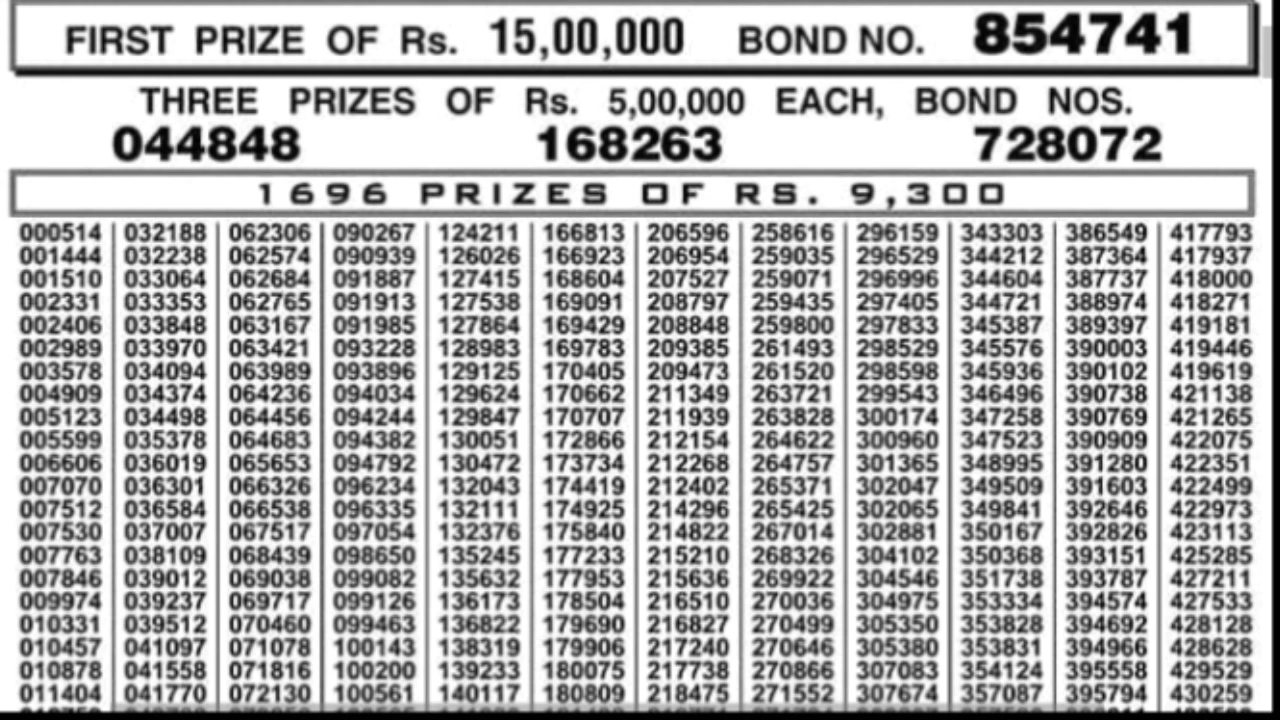 FIRST PRIZE OF Rs. 15,00,000 BOND NO. 854741
THREE PRIZES OF Rs. 5,00,000 EACH, BOND NOS.
044848 168263 728072
1696 PRIZES OF RS. 9,300
000514 032188 062306 090267 124211 166813 206596 258616 296159 343303 386549 417793
001444 032238 062574 090939 126026 166923 206954 259035 296529 344212 387364 417937
001510 033064 062684 091887 127415 168604 207527 259071 296996 344604 387737 418000
002331 033353 062765 091913 127538 169091 208797 259435 297405 344721 388974 418271
002406 033848 063167 091985 127864 169429 208848 259800 297833 345387 389397 419181
002989 033970 063421 093228 128983 169783 209385 261493 298529 345576 390003 419446
003578 034094 063989 093896 129125 170405 209473 261520 298598 345936 390102 419619
004909 034374 064236 094034 129624 170662 211349 263721 299543 346496 390738 421138
005123 034498 064456 094244 129847 170707 211939 263828 300174 347258 390769 421265
005599 035378 064683 094382 130051 172866 212154 264622 300960 347523 390909 422075
006606 036019 065653 094792 130472 173734 212268 264757 301365 348995 391280 422351
007070 036301 066326 096234 132043 174419 212402 265371 302047 349509 391603 422499
007512 036584 066538 096335 132111 174925 214296 265425 302065 349841 392646 422973
007530 037007 067517 097054 132376 175840 214822 267014 302881 350167 392826 423113
007763 038109 068439 098650 135245 177233 215210 268326 304102 350368 393151 425285
007846 039012 069038 099082 135632 177953 215636 269922 304546 351738 393787 427211
009974 039237 069717 099126 136173 178504 216510 270036 304975 353334 394574 427533
010331 039512 070460 099463 136822 179690 216827 270499 305350 353828 394692 428128
010457 041097 071078 100143 138319 179906 217240 270646 305380 353831 394966 428628
010878 041558 071816 100200 139233 180075 217738 270866 307083 354124 395558 429529
011404 041770 072130 100561 140117 180809 218475 271552 307674 357087 395794 430259